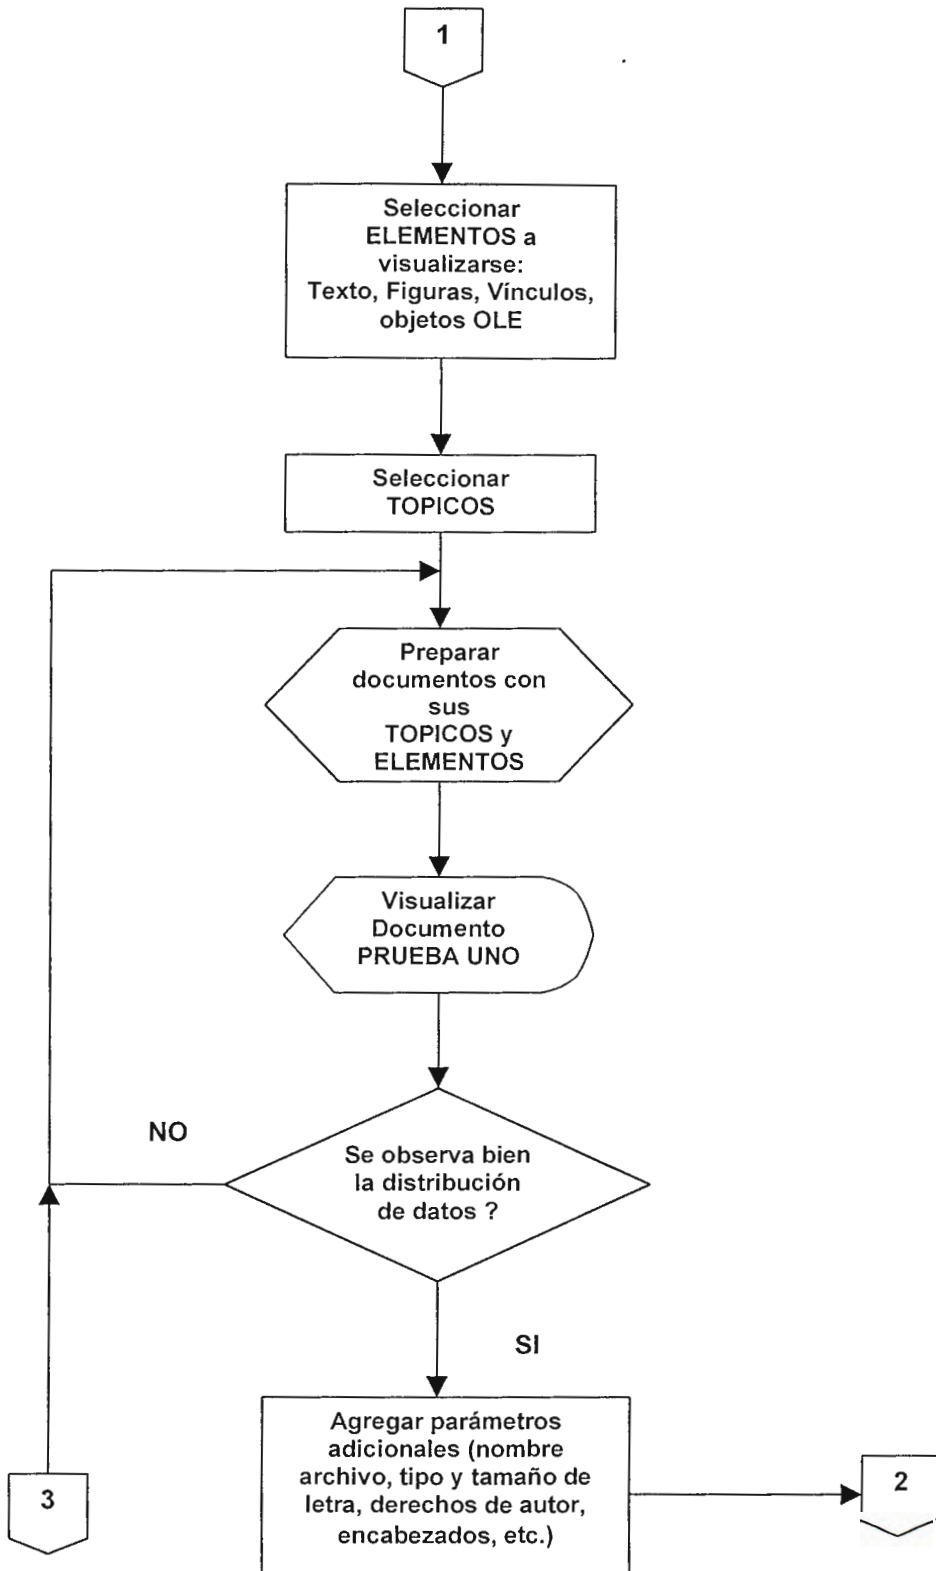 1
Seleccionar
ELEMENTOS a
visualizarse:
Texto, Figuras, Vínculos,
objetos OLE
Seleccionar
TOPICOS
Preparar
documentos con
sus
TOPICOS y
ELEMENTOS
Visualizar
Documento
PRUEBA UNO
NO
Se observa bien
la distribución
de datos ?
SI
Agregar parámetros
adicionales (nombre
archivo, tipo y tamaño de
letra, derechos de autor,
encabezados, etc.)
3
2